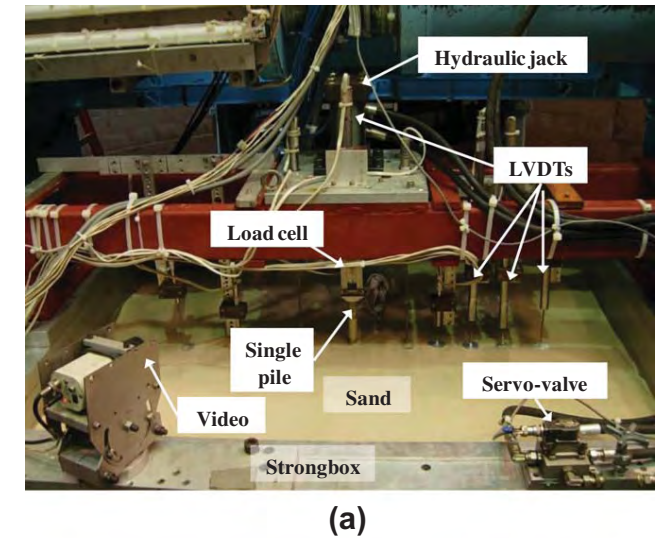 Hydraulic jack
LVDTs
Load cell
Single
pile
Video
Sand
Servo-valve
Strongbox
(a)